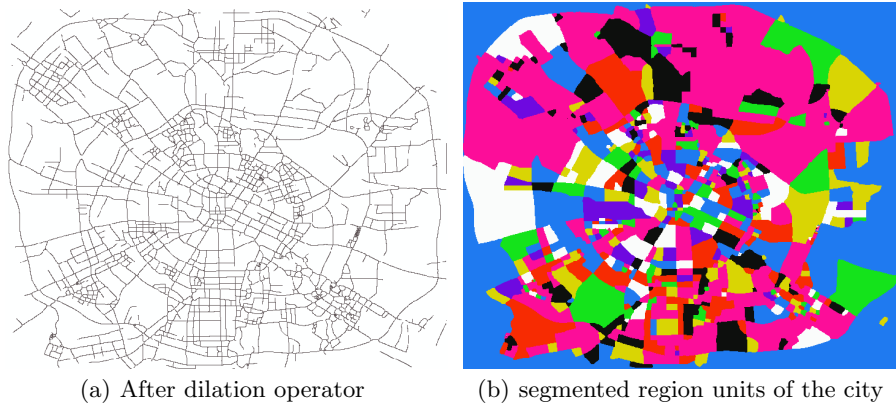 (a) After dilation operator
(b) segmented region units of the city